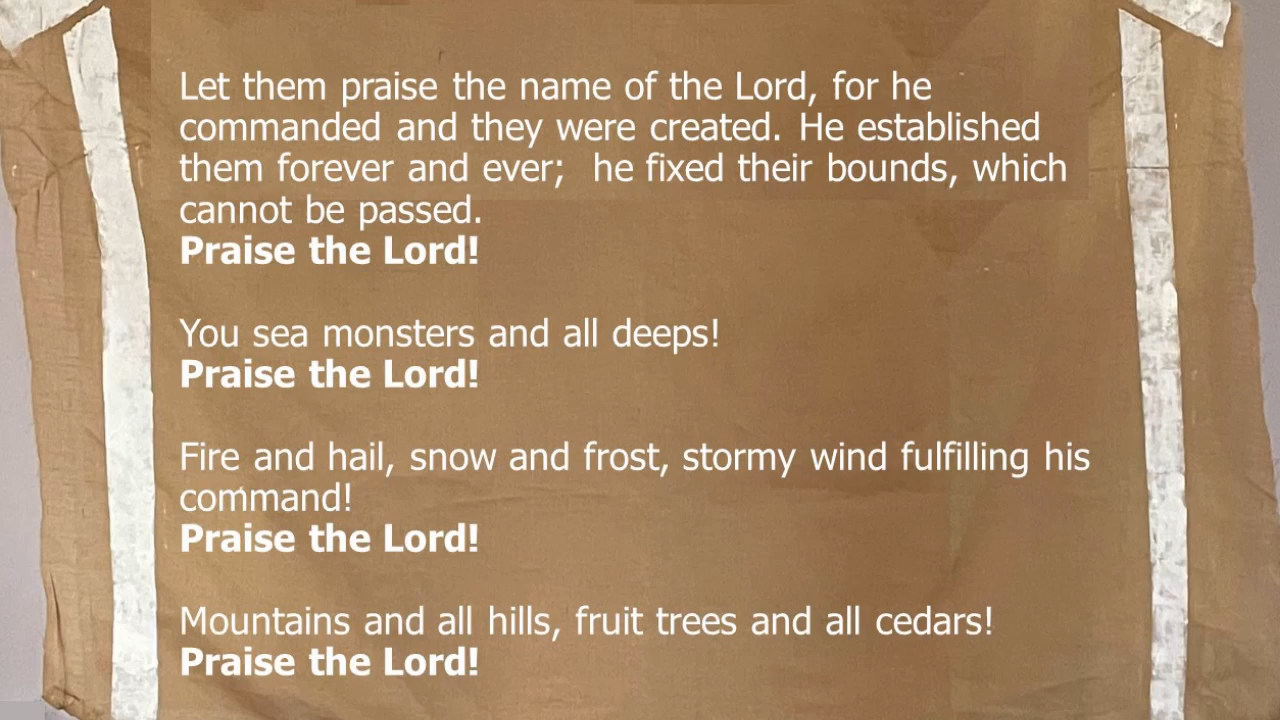 Let them praise the name of the Lord, for he
commanded and they were created. He established
them forever and ever;  he fixed their bounds, which
cannot be passed.
Praise the Lord!
You sea monsters and all deeps!
Praise the Lord!
Fire and hail, snow and frost, stormy wind fulfilling his
command!
Praise the Lord!
Mountains and all hills, fruit trees and all cedars!
Praise the Lord!